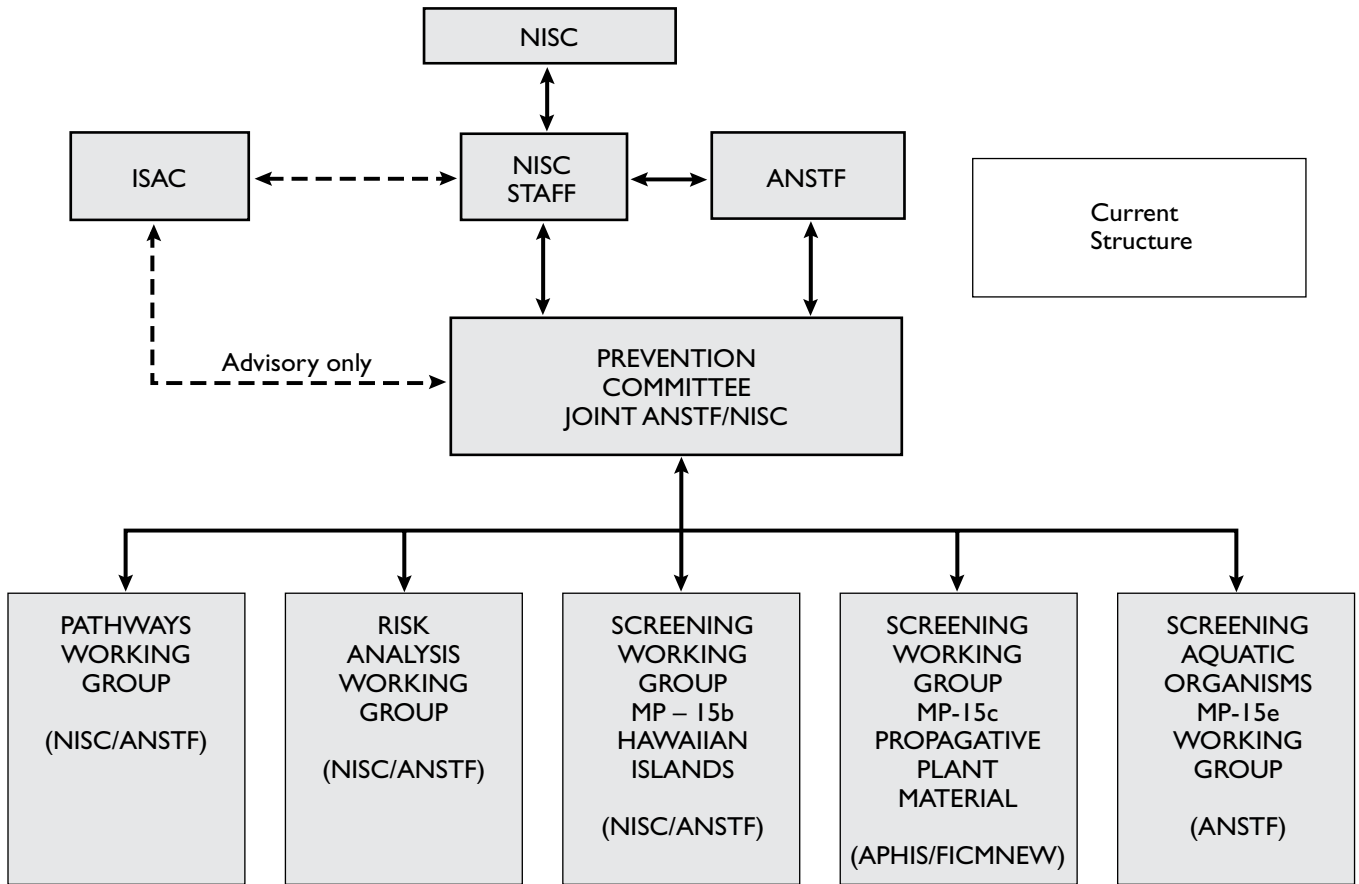 NISC
ISAC
NISC
STAFF
ANSTF
Current
Structure
Advisory only
PREVENTION
COMMITTEE
JOINT ANSTF/NISC
PATHWAYS
WORKING
GROUP
(NISC/ANSTF)
RISK
ANALYSIS
WORKING
GROUP
(NISC/ANSTF)
SCREENING
WORKING
GROUP
MP – 15b
HAWAIIAN
ISLANDS
(NISC/ANSTF)
SCREENING
WORKING
GROUP
MP-15c
PROPAGATIVE
PLANT
MATERIAL
(APHIS/FICMNEW)
SCREENING
AQUATIC
ORGANISMS
MP-15e
WORKING
GROUP
(ANSTF)